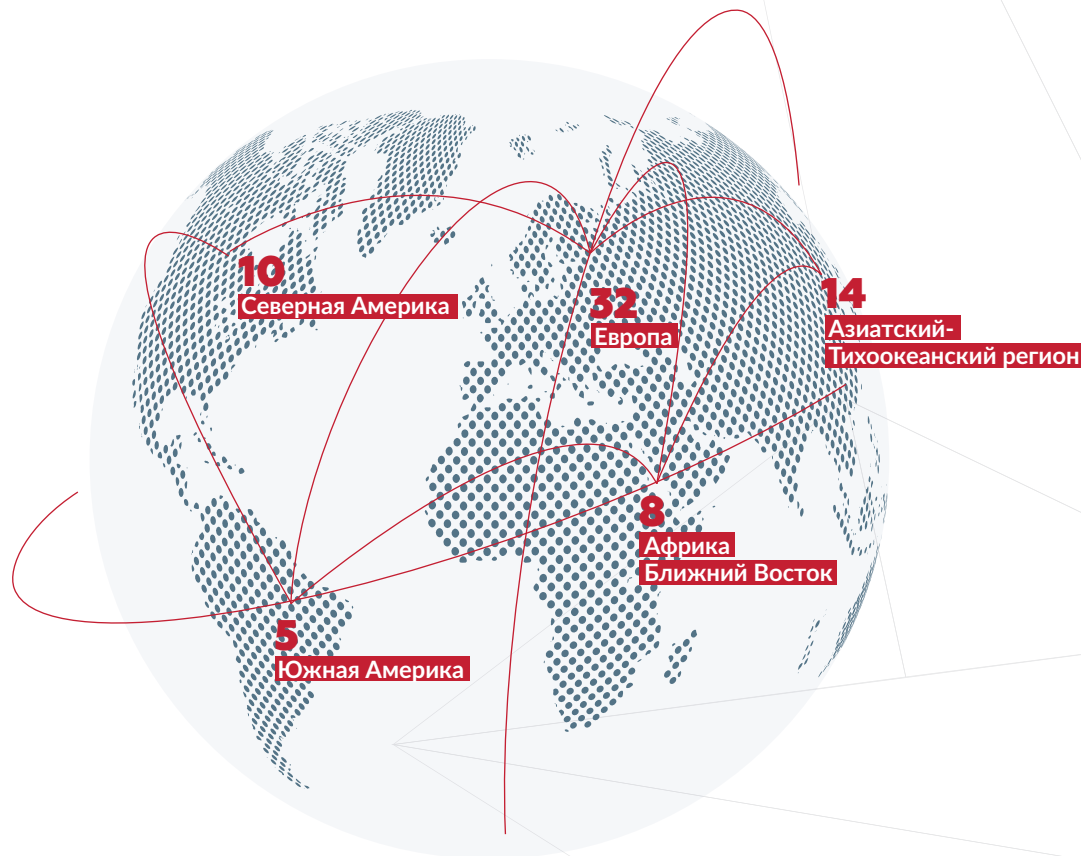 10
Северная Америка
32
Европа
14
Азиатский-
Тихоокеанский регион
8
Африка
Ближний Восток
5
Южная Америка